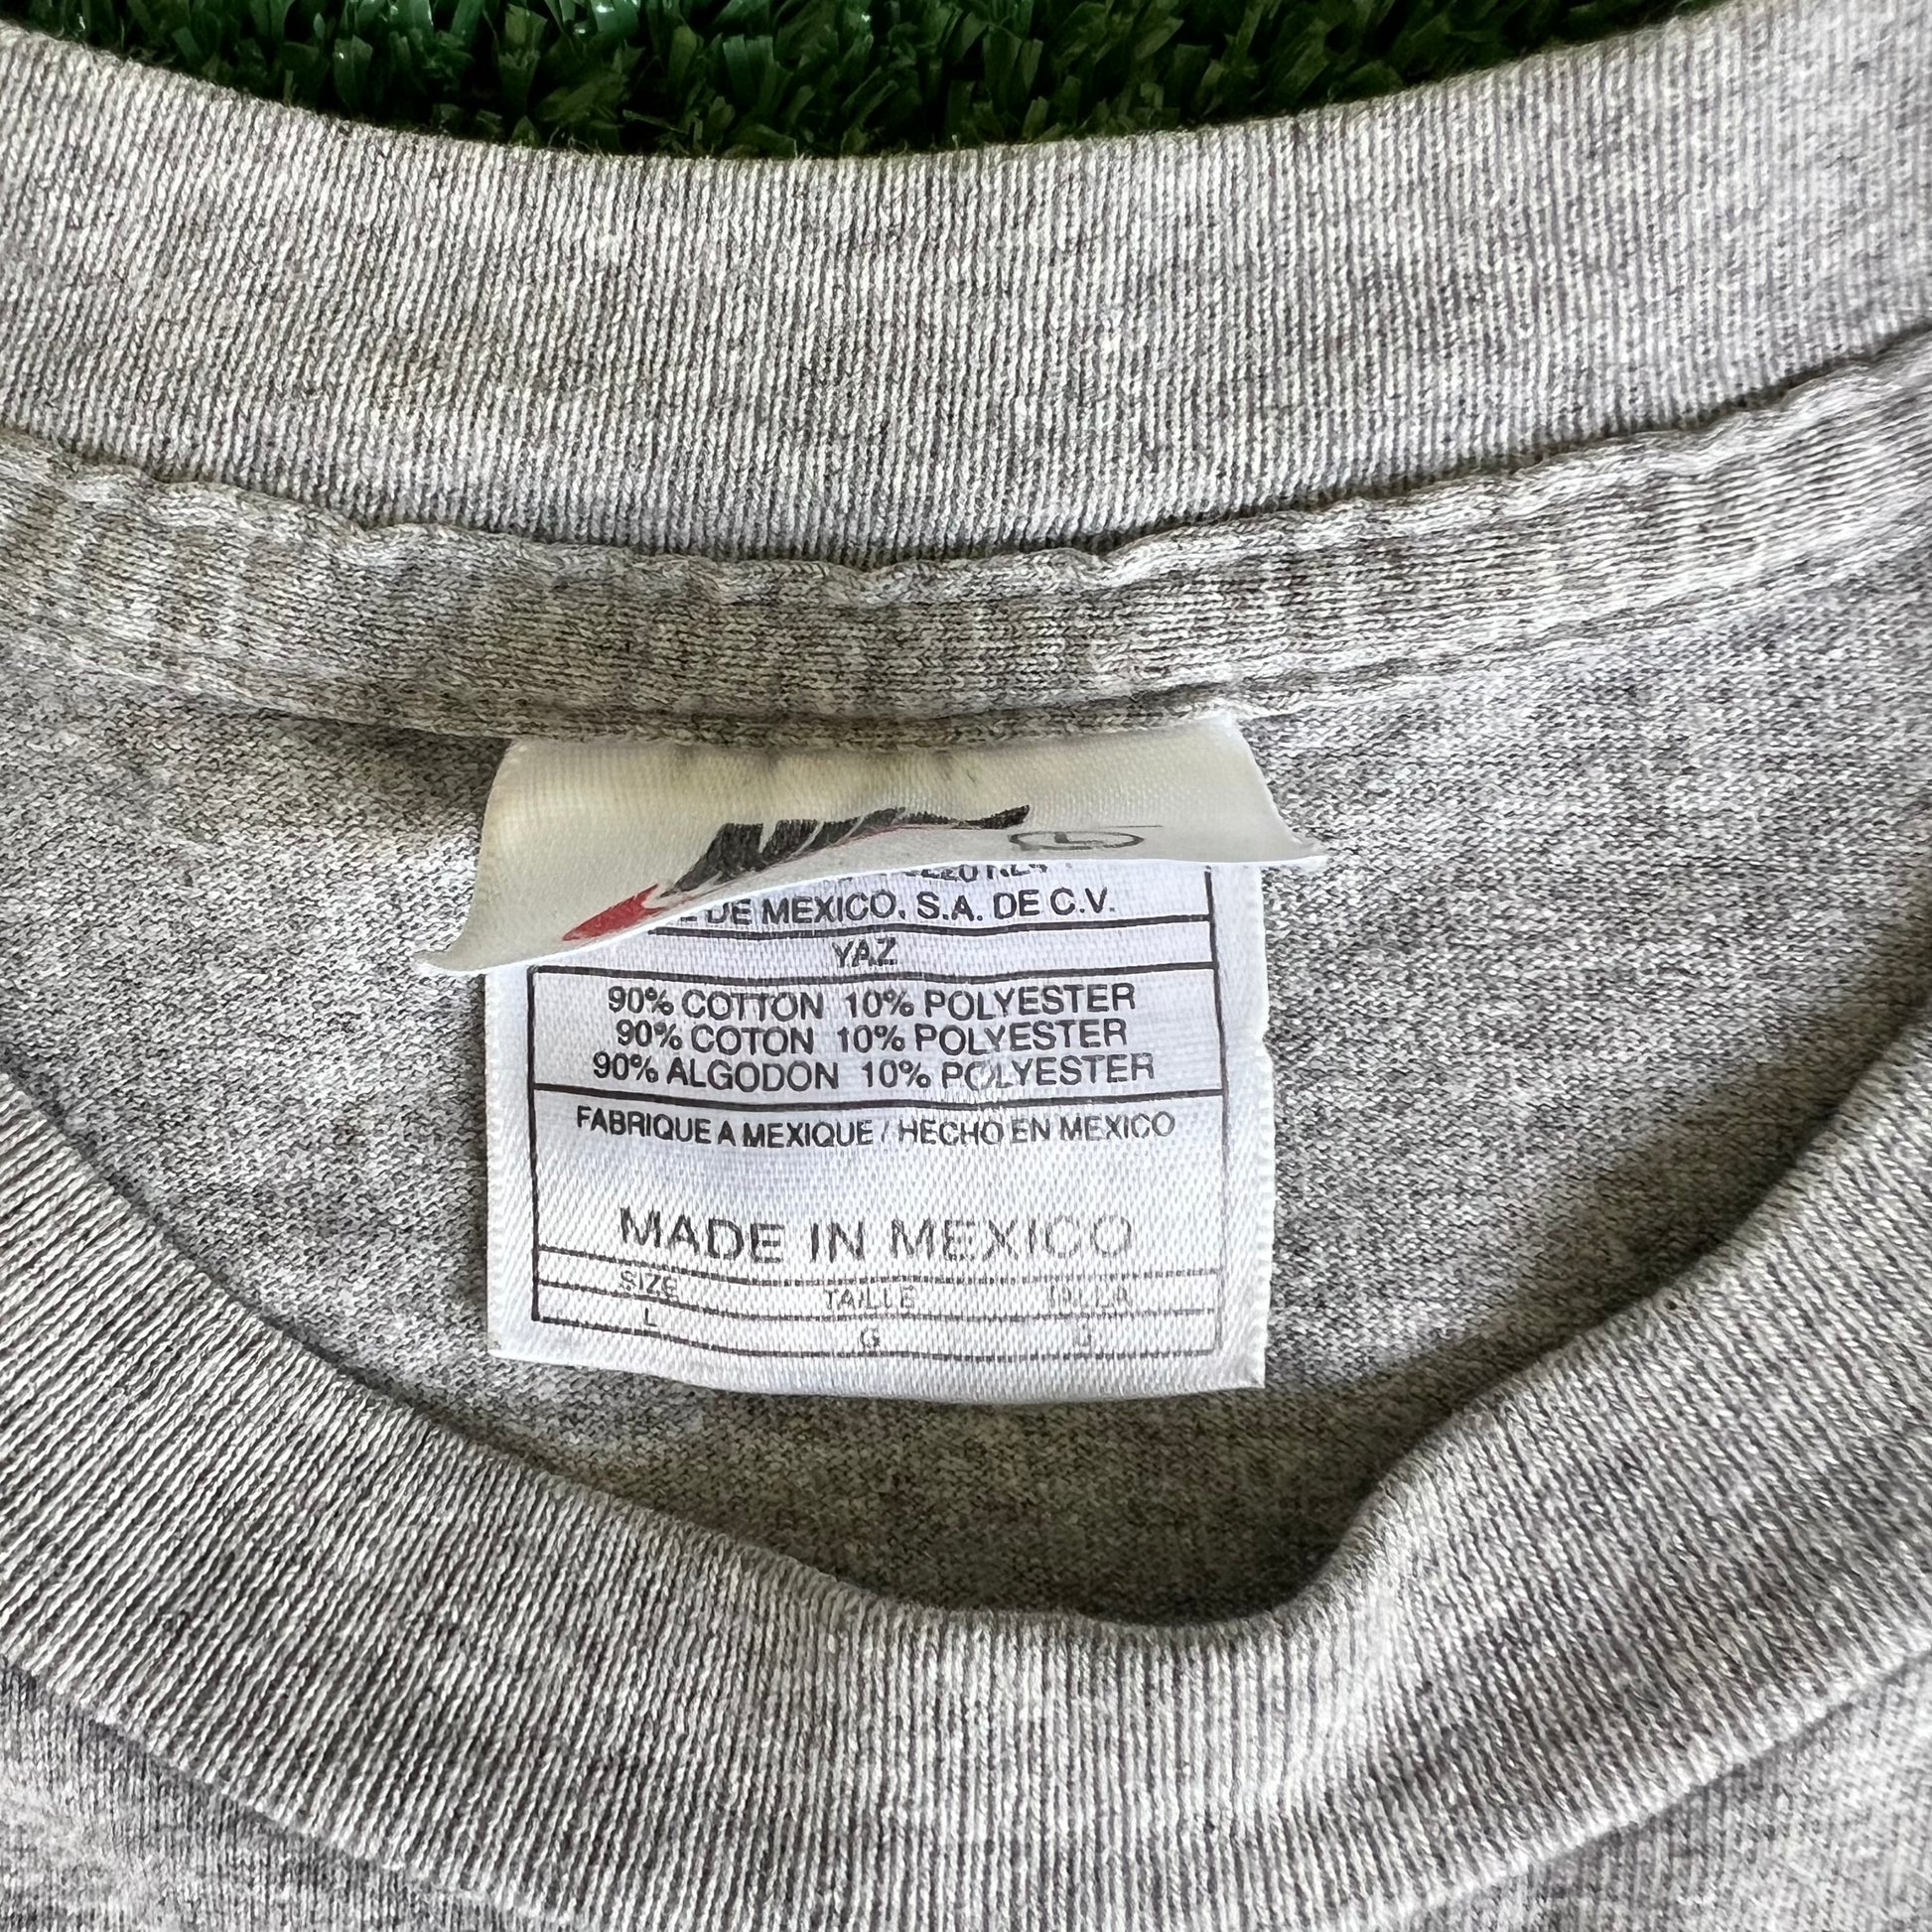 L
DE MEXICO, S.A. DE C.V.
YAZ
90% COTTON 10% POLYESTER
90% COTON 10% POLYESTER
90% ALGODON 10% POLYESTER
FABRIQUE A MEXIQUE / HECHO EN MEXICO
MADE IN MEXICO
SIZE TAILLE TALLA
L G